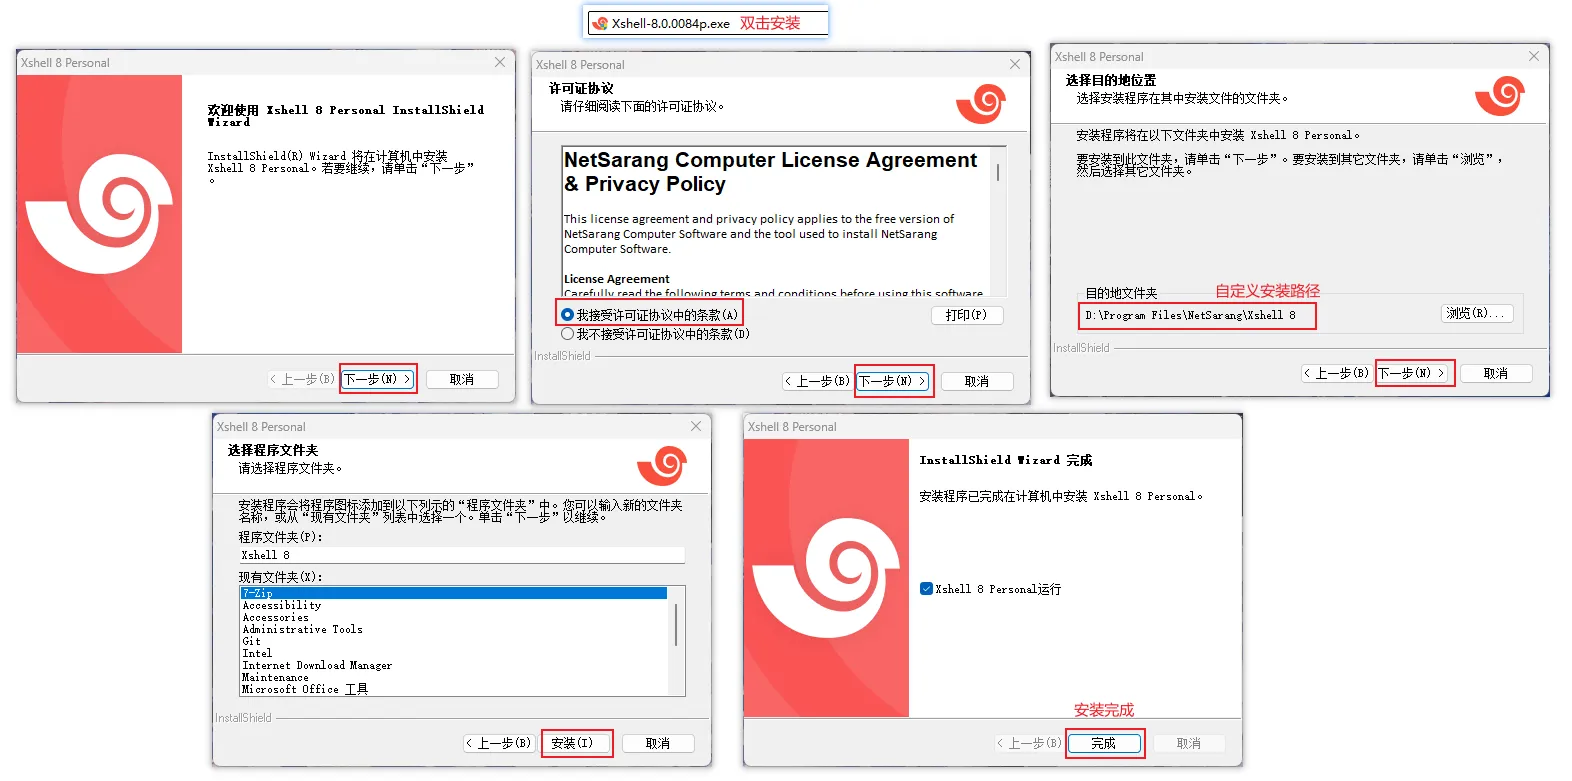 Xshell-8.0.0084p.exe 双击安装
Xshell 8 Personal
欢迎使用 Xshell 8 Personal InstallShield
Wizard
InstallShield(R) Wizard 将在计算机中安装
Xshell 8 Personal。若要继续，请单击“下一步”
。
< 上一步(B)
下一步(N) >
取消
Xshell 8 Personal
许可证协议
请仔细阅读下面的许可证协议。
NetSarang Computer License Agreement
& Privacy Policy
This license agreement and privacy policy applies to the free version of
NetSarang Computer Software and the tool used to install NetSarang
Computer Software.
License Agreement
Carefully read the following terms and conditions before using this software
我接受许可证协议中的条款(A)
打印(P)
我不接受许可证协议中的条款(D)
InstallShield
< 上一步(B)
下一步(N) >
取消
Xshell 8 Personal
选择目的地位置
选择安装程序在其中安装文件的文件夹。
安装程序将在以下文件夹中安装 Xshell 8 Personal。
要安装到此文件夹，请单击“下一步”。要安装到其它文件夹，请单击“浏览”，
然后选择其它文件夹。
目的地文件夹
自定义安装路径
D:\Program Files\NetSarang\Xshell 8
浏览(R)...
InstallShield
< 上一步(B)
下一步(N) >
取消
Xshell 8 Personal
选择程序文件夹
请选择程序文件夹。
安装程序会将程序图标添加到以下列示的“程序文件夹”中。您可以输入新的文件夹
名称，或从“现有文件夹”列表中选择一个。单击“下一步”以继续。
程序文件夹(P)：
Xshell 8
现有文件夹(X)：
7-Zip
Accessibility
Accessories
Administrative Tools
Git
Intel
Internet Download Manager
Maintenance
Microsoft Office 工具
InstallShield
< 上一步(B)
安装(I)
取消
Xshell 8 Personal
InstallShield Wizard 完成
安装程序已完成在计算机中安装 Xshell 8 Personal。
Xshell 8 Personal运行
安装完成
< 上一步(B)
完成
取消